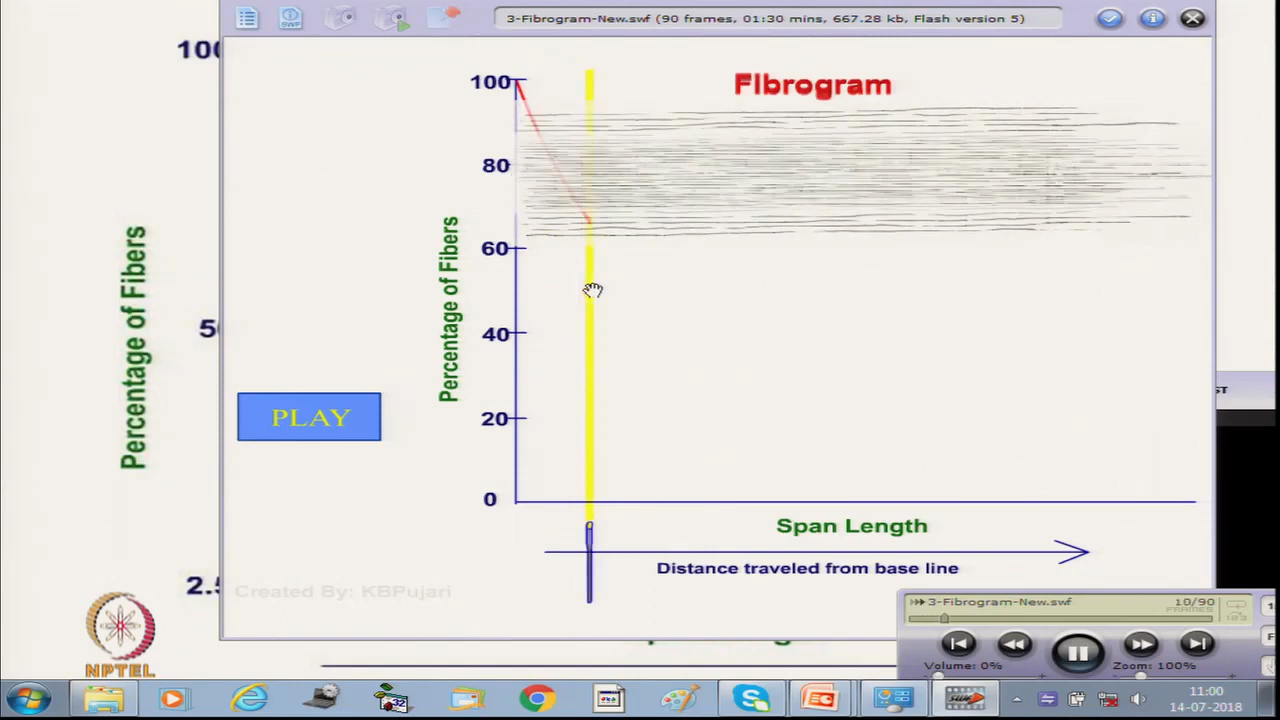 3-Fibrogram-New.swf (90 frames, 01:30 mins, 667.28 kb, Flash version 5)
100
FIbrogram
100
80
60
40
20
0
Percentage of Fibers
Percentage of Fibers
PLAY
Span Length
Distance traveled from base line
Created By: KBPujari
NPTEL
3-Fibrogram-New.swf
10/90
FRAMES
Volume: 0%
Zoom: 100%
11:00
14-07-2018